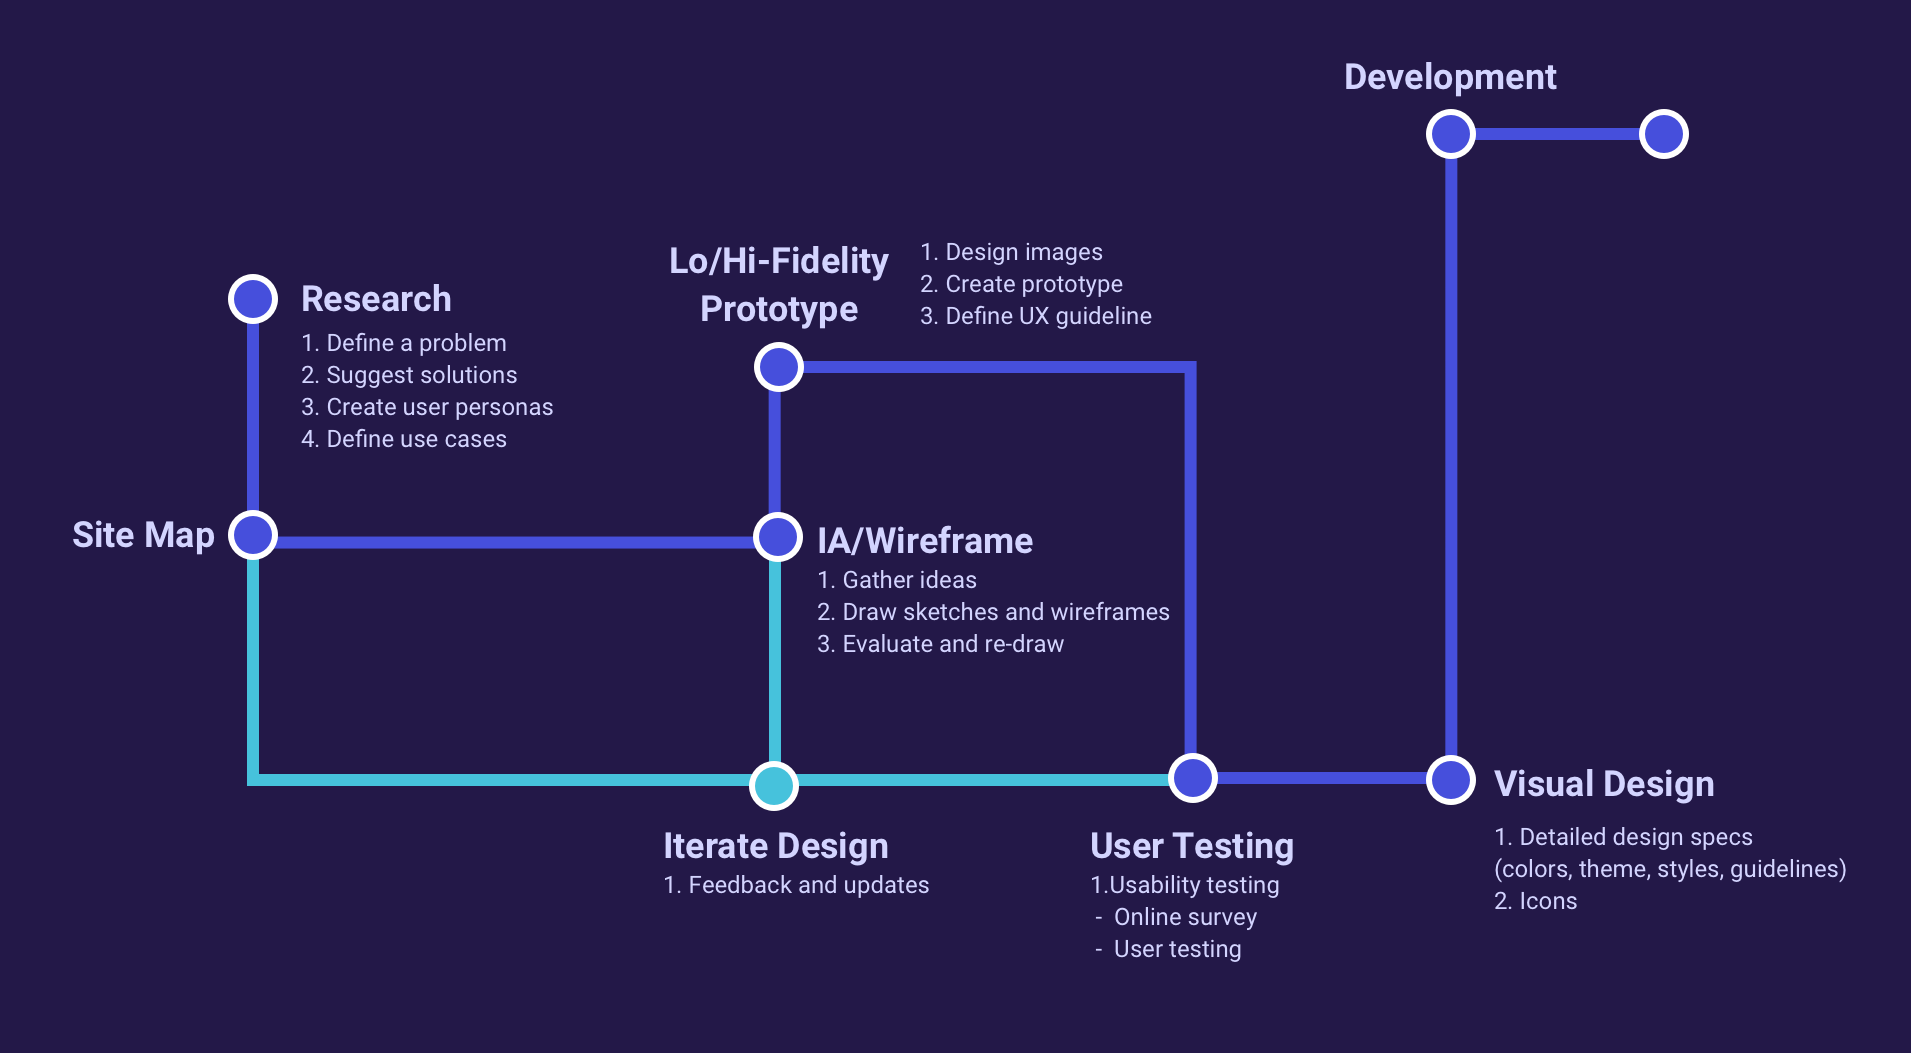 Development
Lo/Hi-Fidelity
Prototype
1. Design images
2. Create prototype
3. Define UX guideline
Research
1. Define a problem
2. Suggest solutions
3. Create user personas
4. Define use cases
Site Map
IA/Wireframe
1. Gather ideas
2. Draw sketches and wireframes
3. Evaluate and re-draw
Iterate Design
1. Feedback and updates
User Testing
1.Usability testing
- Online survey
- User testing
Visual Design
1. Detailed design specs
(colors, theme, styles, guidelines)
2. Icons